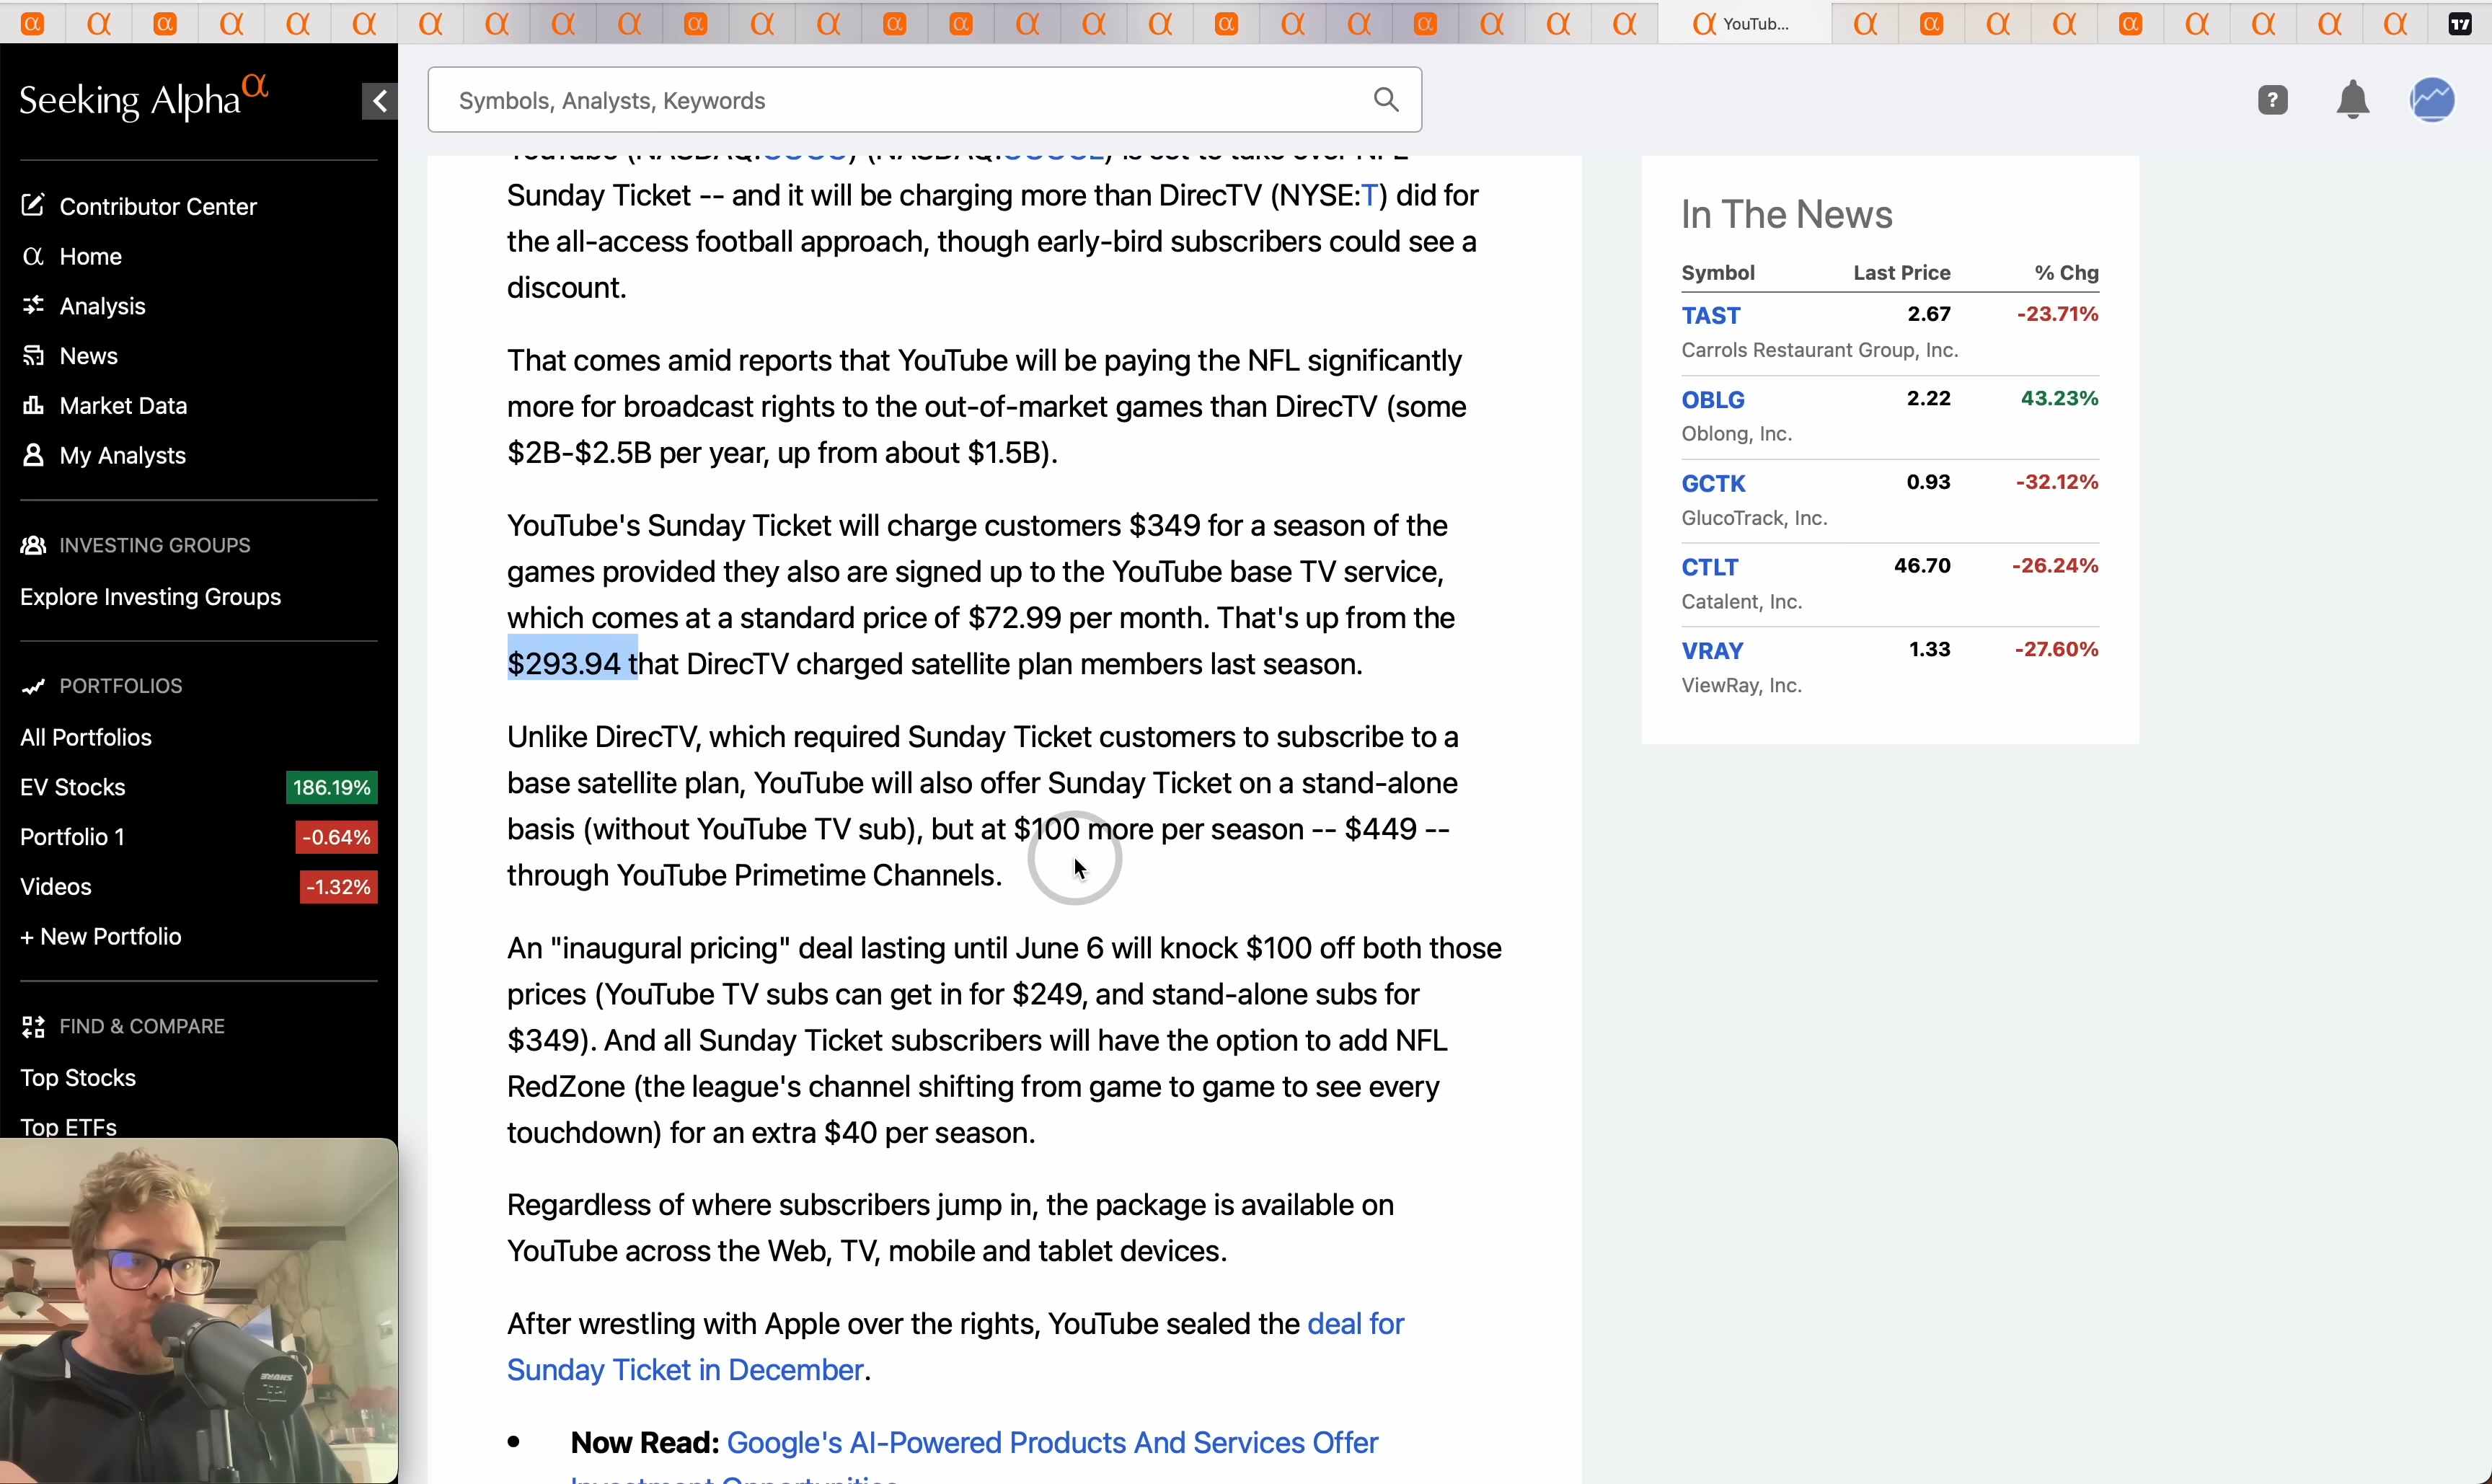 YouTub...
Seeking Alpha α
Symbols, Analysts, Keywords
?
Contributor Center
Home
Analysis
News
Market Data
My Analysts
INVESTING GROUPS
Explore Investing Groups
PORTFOLIOS
All Portfolios
EV Stocks 186.19%
Portfolio 1 -0.64%
Videos -1.32%
+ New Portfolio
FIND & COMPARE
Top Stocks
Top ETFs
YouTube (NASDAQ:GOOG) (NASDAQ:GOOGL) is set to take over NFL
Sunday Ticket -- and it will be charging more than DirecTV (NYSE:T) did for
the all-access football approach, though early-bird subscribers could see a
discount.
That comes amid reports that YouTube will be paying the NFL significantly
more for broadcast rights to the out-of-market games than DirecTV (some
$2B-$2.5B per year, up from about $1.5B).
YouTube's Sunday Ticket will charge customers $349 for a season of the
games provided they also are signed up to the YouTube base TV service,
which comes at a standard price of $72.99 per month. That's up from the
$293.94 that DirecTV charged satellite plan members last season.
Unlike DirecTV, which required Sunday Ticket customers to subscribe to a
base satellite plan, YouTube will also offer Sunday Ticket on a stand-alone
basis (without YouTube TV sub), but at $100 more per season -- $449 --
through YouTube Primetime Channels.
An "inaugural pricing" deal lasting until June 6 will knock $100 off both those
prices (YouTube TV subs can get in for $249, and stand-alone subs for
$349). And all Sunday Ticket subscribers will have the option to add NFL
RedZone (the league's channel shifting from game to game to see every
touchdown) for an extra $40 per season.
Regardless of where subscribers jump in, the package is available on
YouTube across the Web, TV, mobile and tablet devices.
After wrestling with Apple over the rights, YouTube sealed the deal for
Sunday Ticket in December.
• Now Read: Google's AI-Powered Products And Services Offer
Investment Opportunities
In The News
Symbol Last Price % Chg
TAST 2.67 -23.71%
Carrols Restaurant Group, Inc.
OBLG 2.22 43.23%
Oblong, Inc.
GCTK 0.93 -32.12%
GlucoTrack, Inc.
CTLT 46.70 -26.24%
Catalent, Inc.
VRAY 1.33 -27.60%
ViewRay, Inc.
SHURE